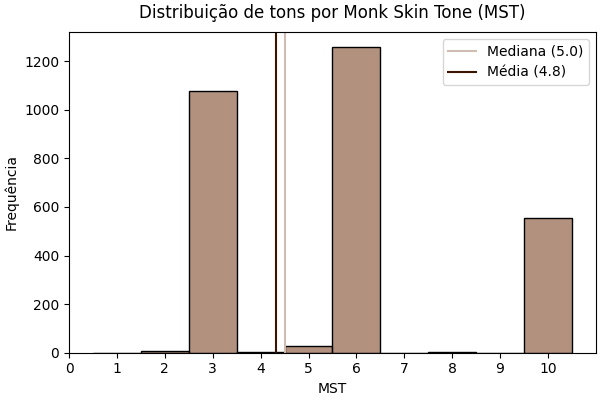 Distribuição de tons por Monk Skin Tone (MST)
Mediana (5.0)
Média (4.8)
1200
1000
800
600
400
200
0
Frequência
0 1 2 3 4 5 6 7 8 9 10
MST